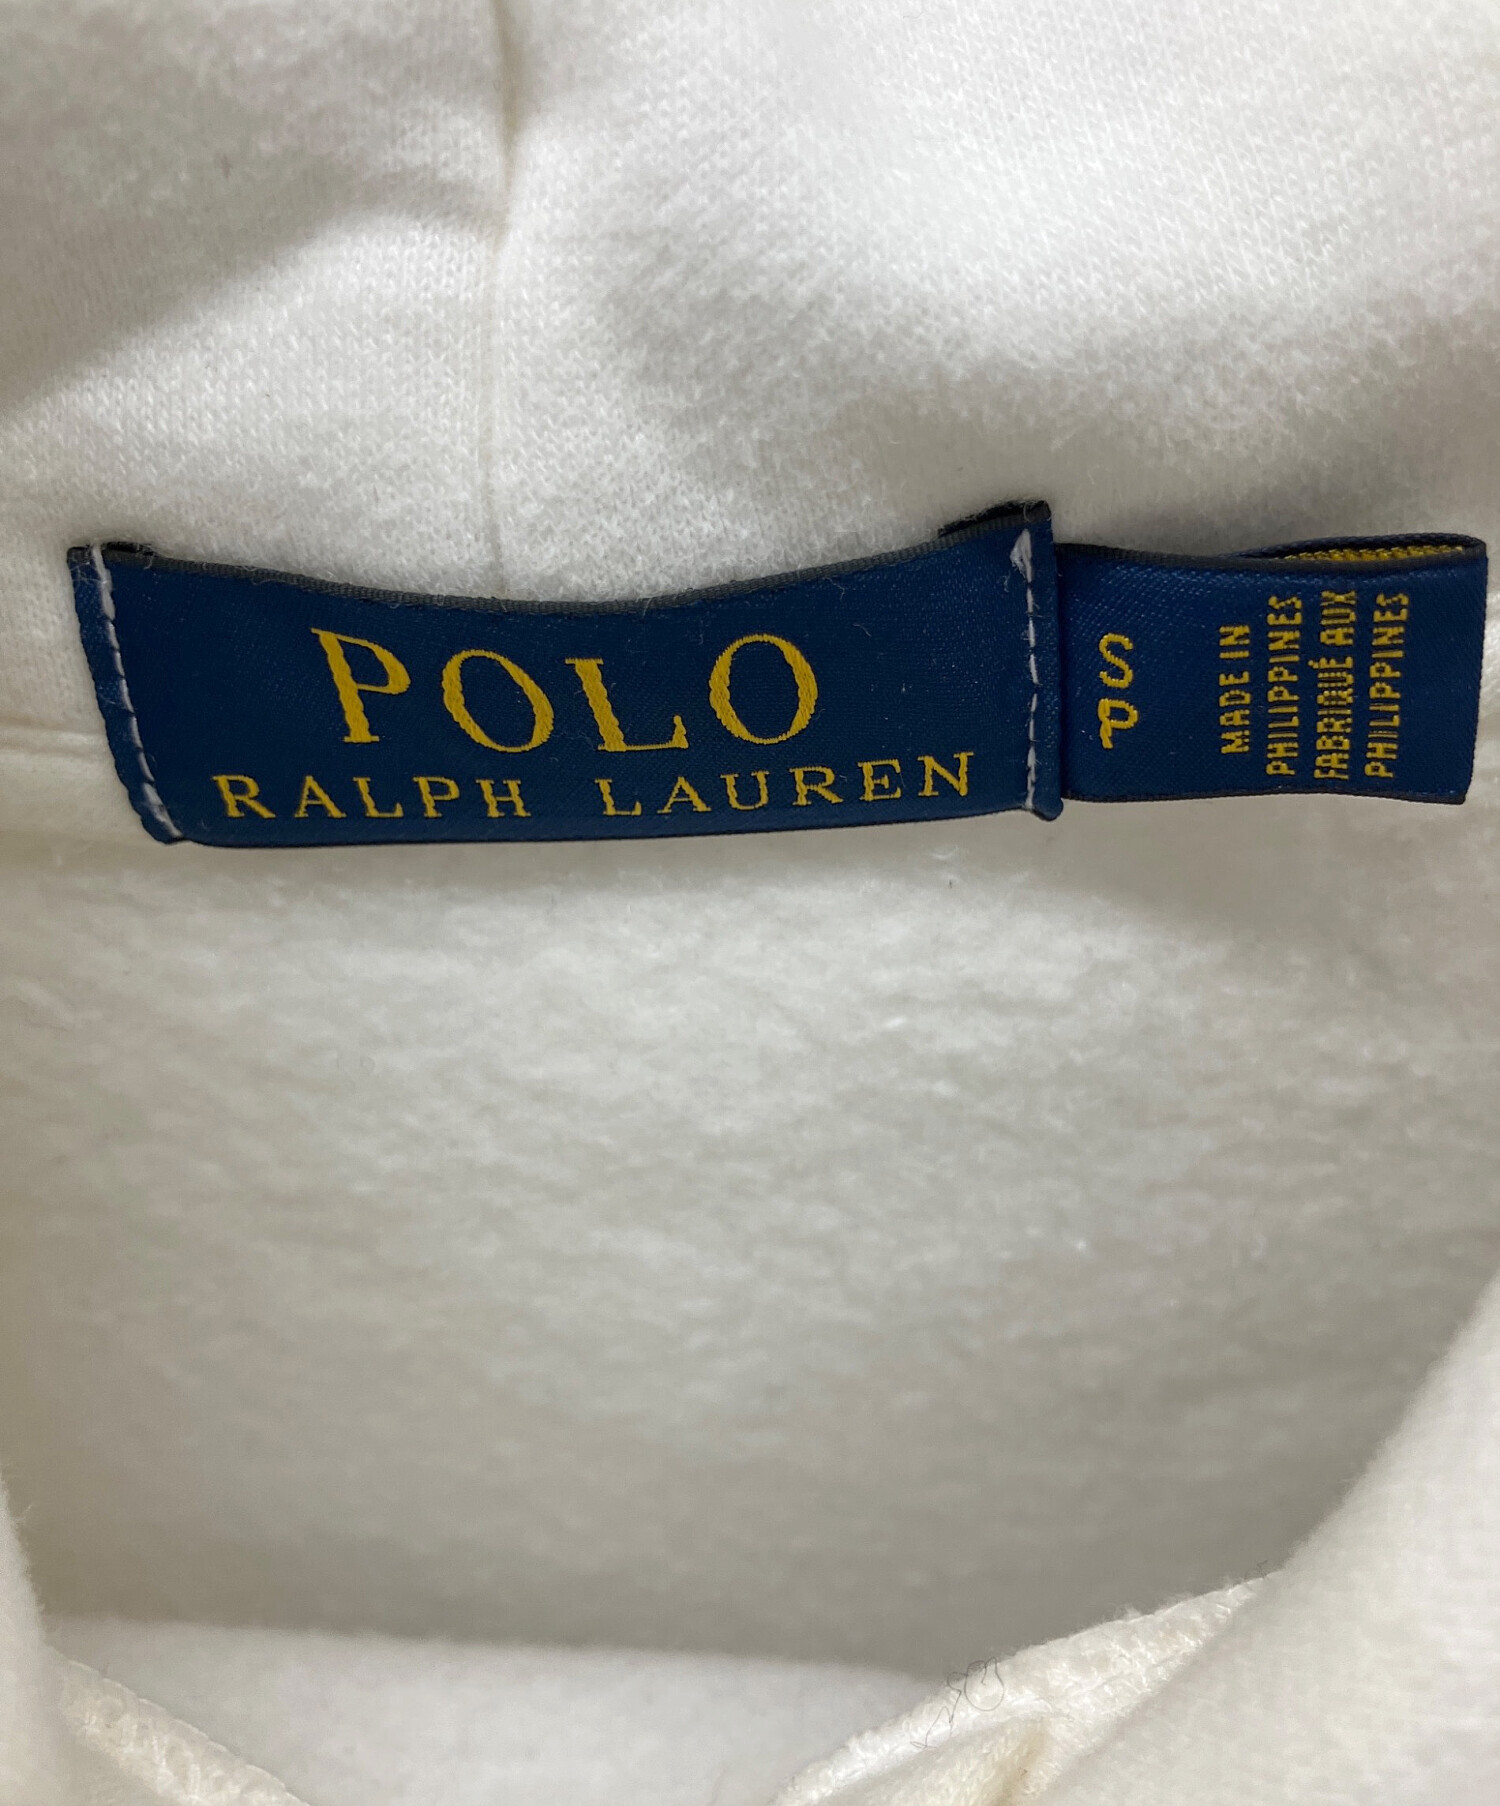 POLO
RALPH LAUREN
S
P
MADE IN
PHILIPPINES
FABRIQUÉ AUX
PHILIPPINES